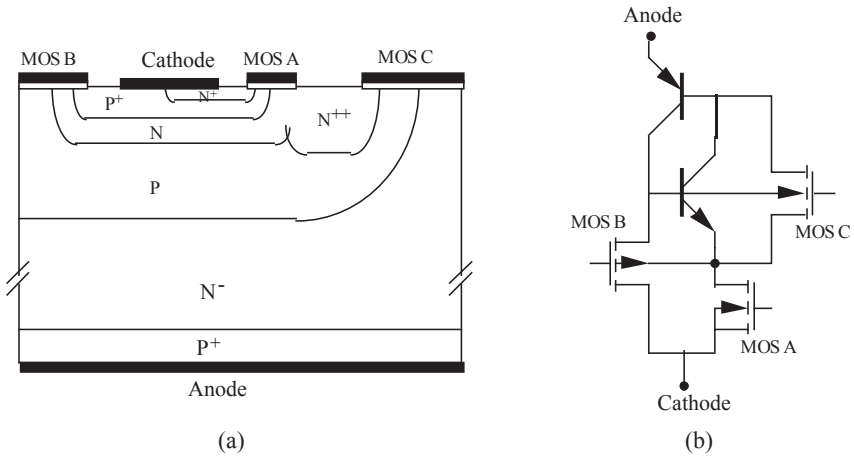 MOS B
Cathode
MOS A
MOS C
P+
N+
N
N++
P
N-
P+
Anode
(a)
Anode
MOS B
MOS C
MOS A
Cathode
(b)